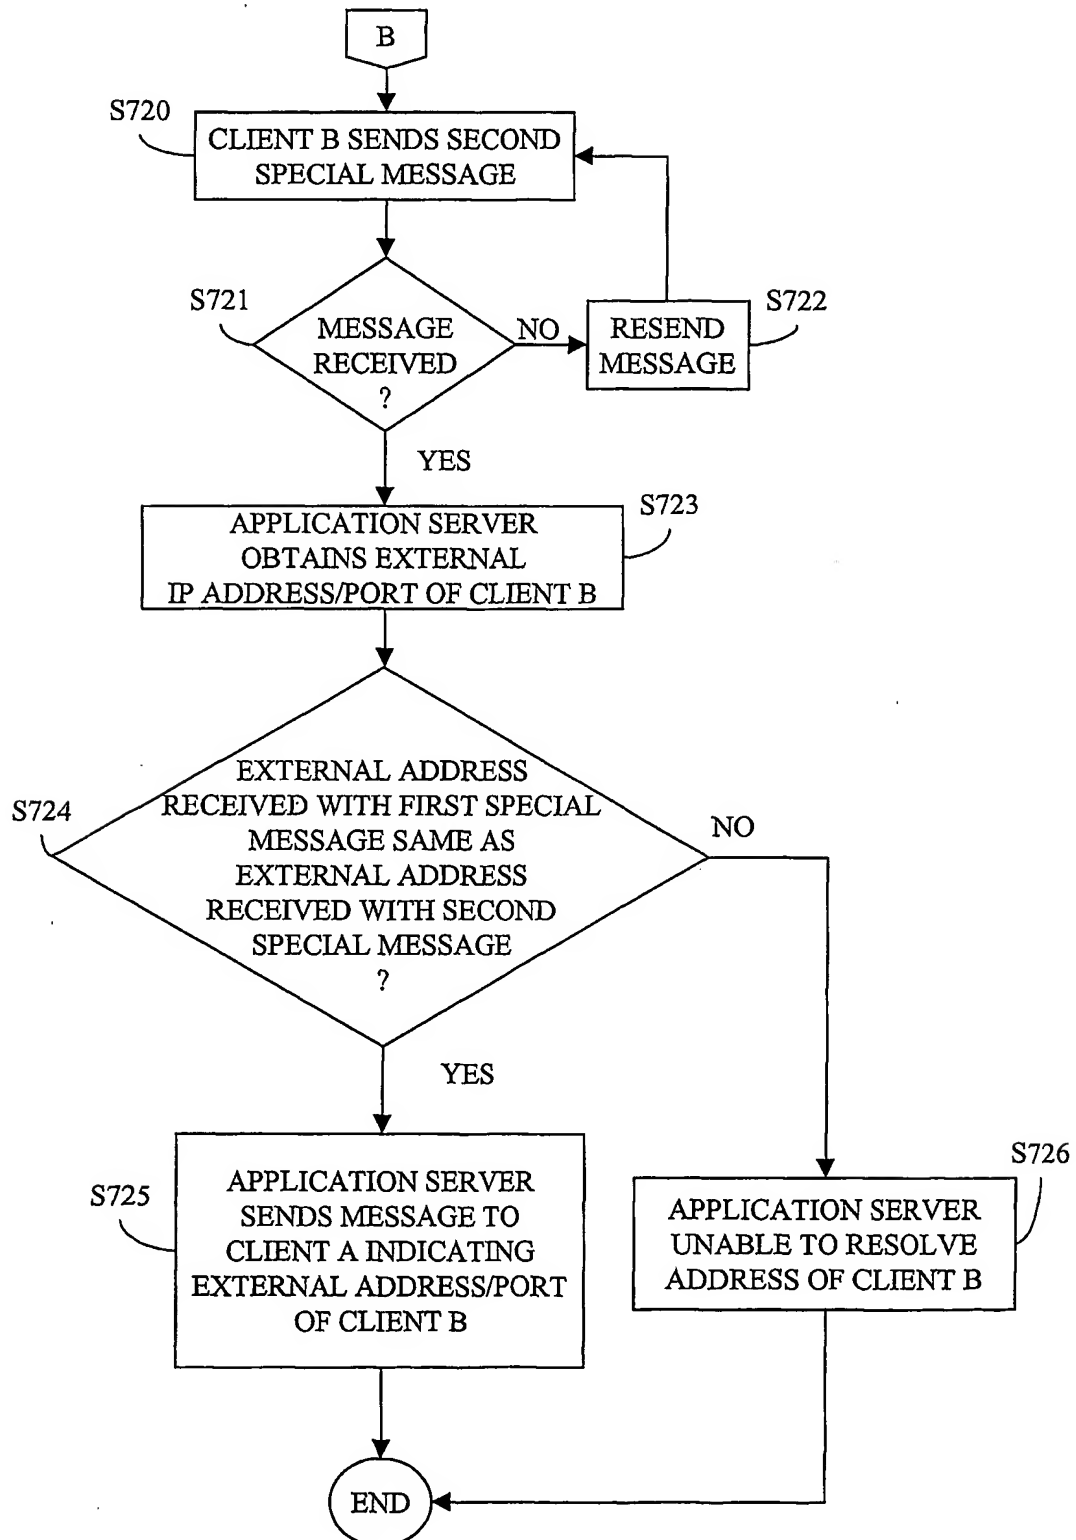 B
S720
CLIENT B SENDS SECOND
SPECIAL MESSAGE
S721
MESSAGE
RECEIVED
?
NO
S722
RESEND
MESSAGE
YES
S723
APPLICATION SERVER
OBTAINS EXTERNAL
IP ADDRESS/PORT OF CLIENT B
S724
EXTERNAL ADDRESS
RECEIVED WITH FIRST SPECIAL
MESSAGE SAME AS
EXTERNAL ADDRESS
RECEIVED WITH SECOND
SPECIAL MESSAGE
?
NO
YES
S725
APPLICATION SERVER
SENDS MESSAGE TO
CLIENT A INDICATING
EXTERNAL ADDRESS/PORT
OF CLIENT B
S726
APPLICATION SERVER
UNABLE TO RESOLVE
ADDRESS OF CLIENT B
END